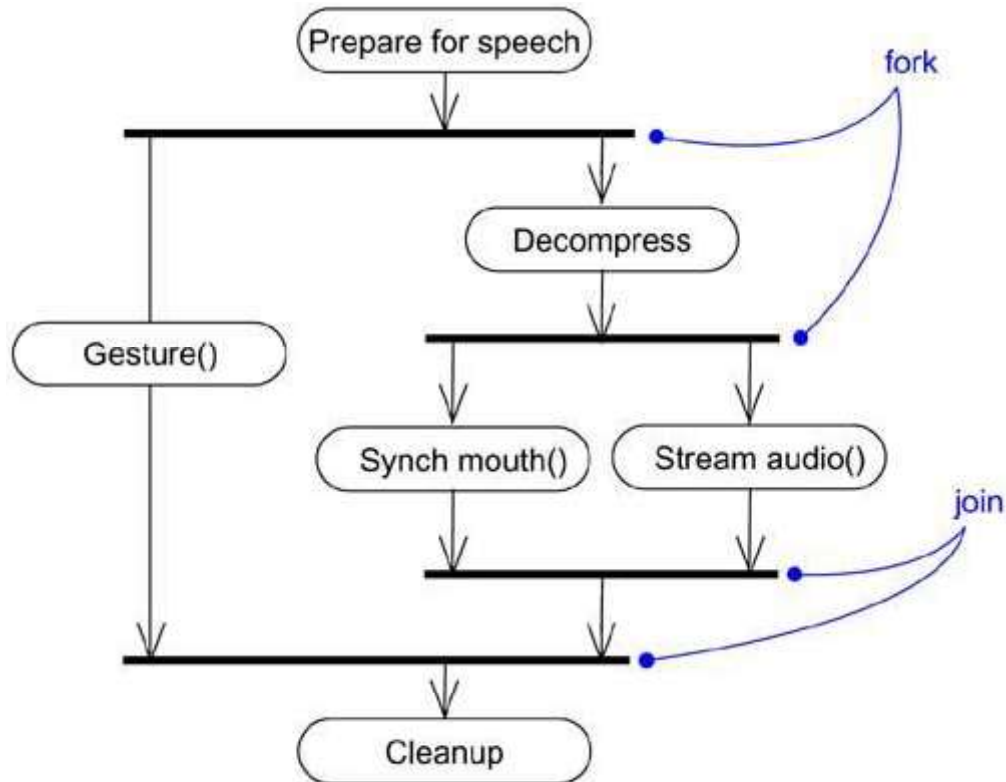 Prepare for speech
fork
Decompress
Gesture()
Synch mouth()
Stream audio()
join
Cleanup